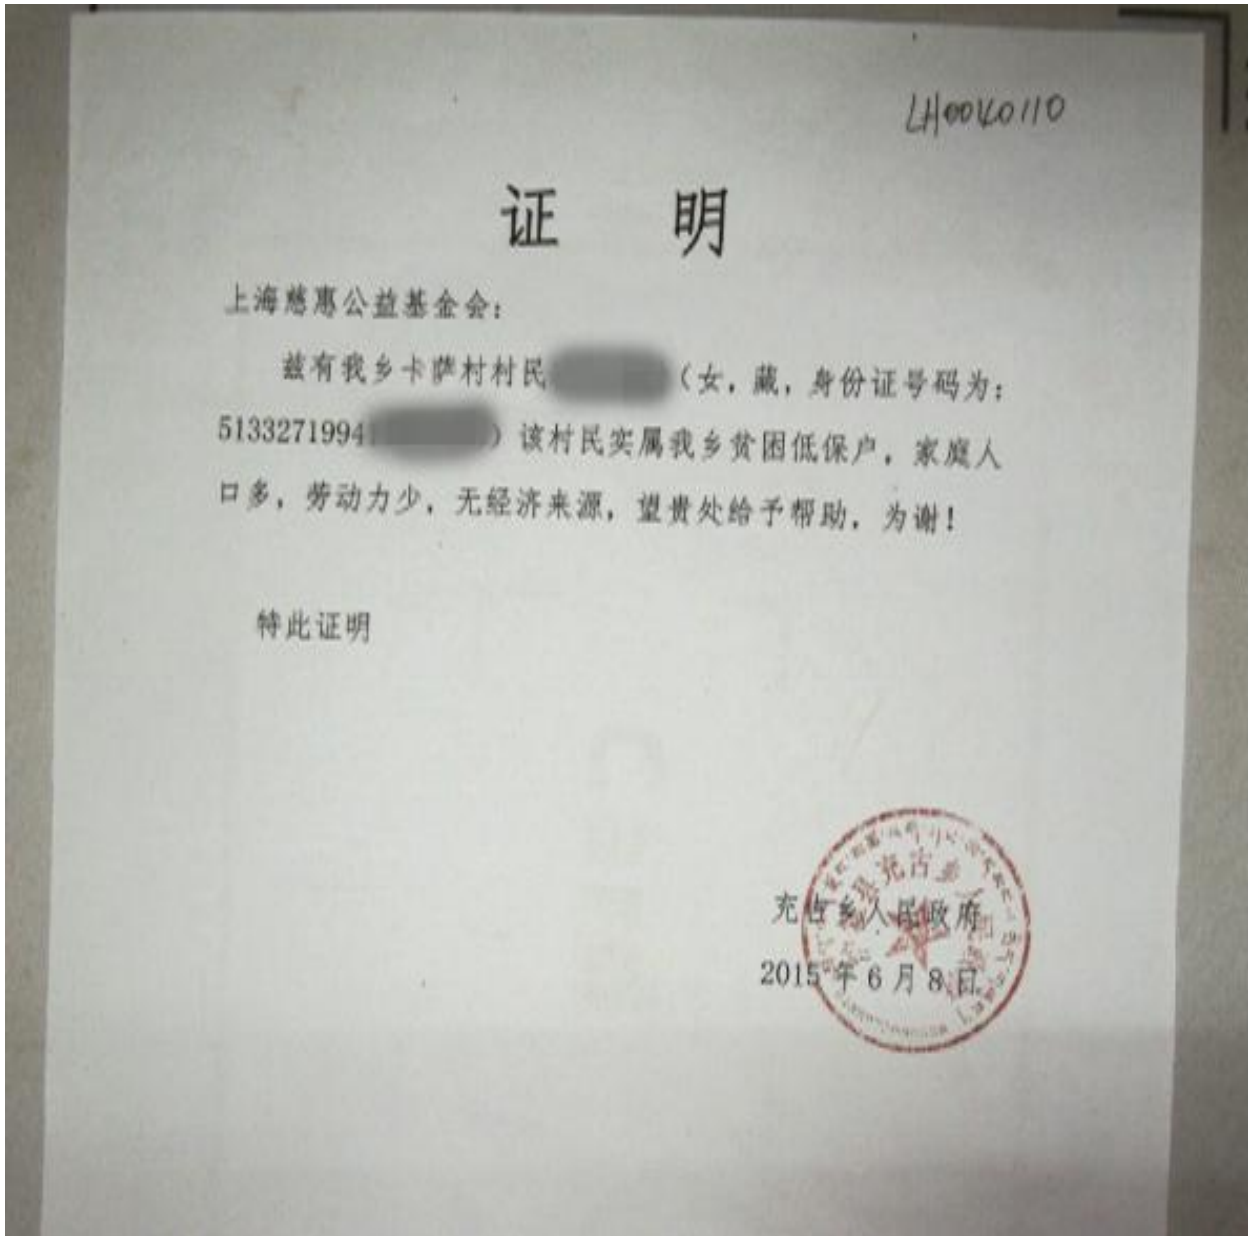 LH0040110
证 明
上海慈惠公益基金会：
兹有我乡卡萨村村民（女，藏，身份证号码为：
5133271994）该村民实属我乡贫困低保户，家庭人
口多，劳动力少，无经济来源，望贵处给予帮助，为谢！
特此证明
充古乡人民政府
2015年6月8日